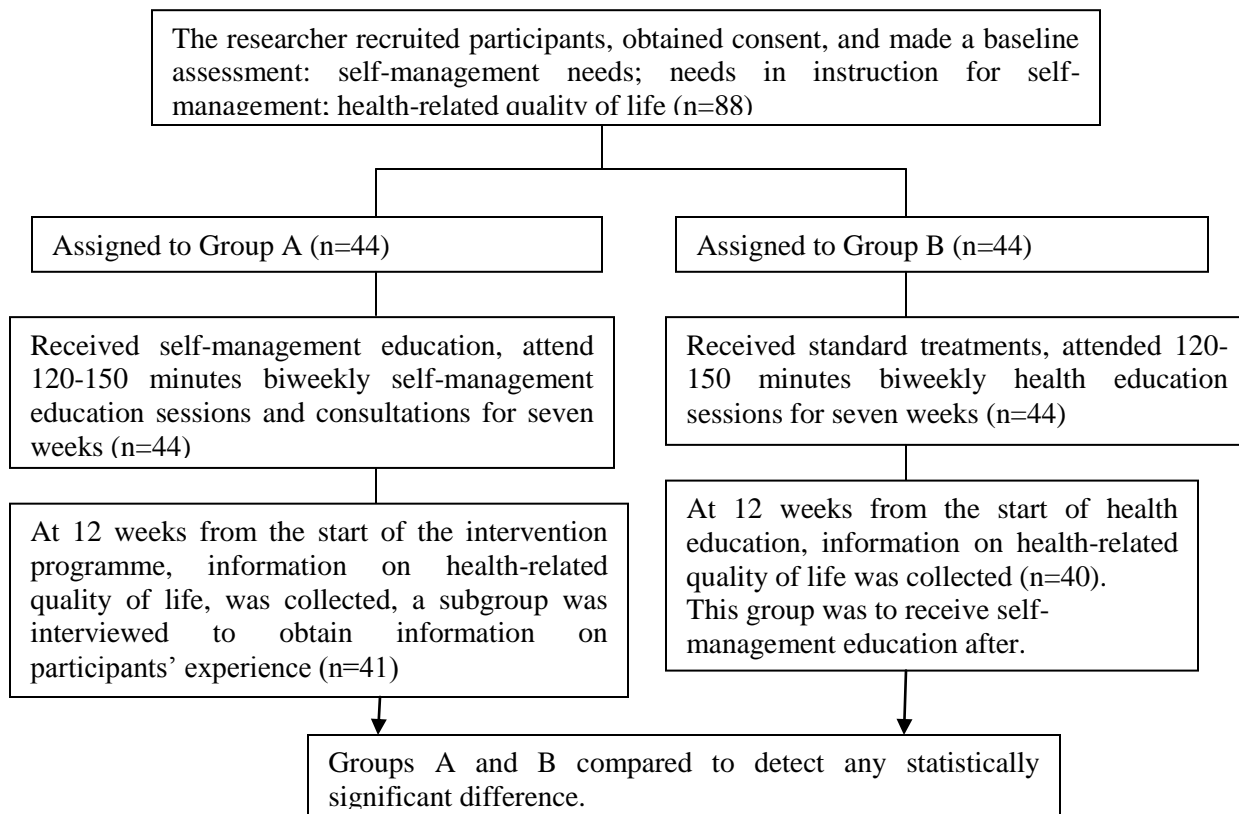 The researcher recruited participants, obtained consent, and made a baseline
assessment: self-management needs; needs in instruction for self-
management; health-related quality of life (n=88)
Assigned to Group A (n=44)
Assigned to Group B (n=44)
Received self-management education, attend
120-150 minutes biweekly self-management
education sessions and consultations for seven
weeks (n=44)
Received standard treatments, attended 120-
150 minutes biweekly health education
sessions for seven weeks (n=44)
At 12 weeks from the start of the intervention
programme, information on health-related
quality of life, was collected, a subgroup was
interviewed to obtain information on
participants’ experience (n=41)
At 12 weeks from the start of health
education, information on health-related
quality of life was collected (n=40).
This group was to receive self-
management education after.
Groups A and B compared to detect any statistically
significant difference.